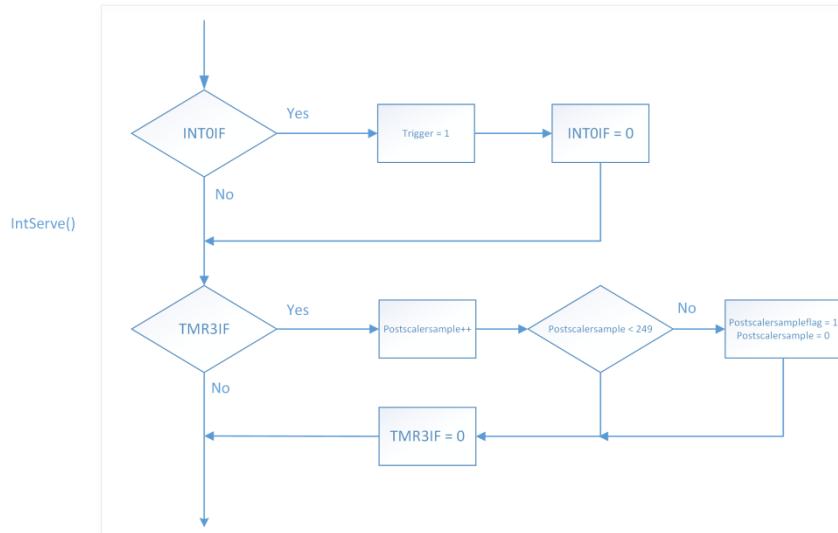 INT0IF
Yes
Trigger = 1
INT0IF = 0
No
IntServe()
TMR3IF
Yes
Postscalersample++
Postscalersample < 249
No
Postscalersampleflag = 1
Postscalersample = 0
No
TMR3IF = 0